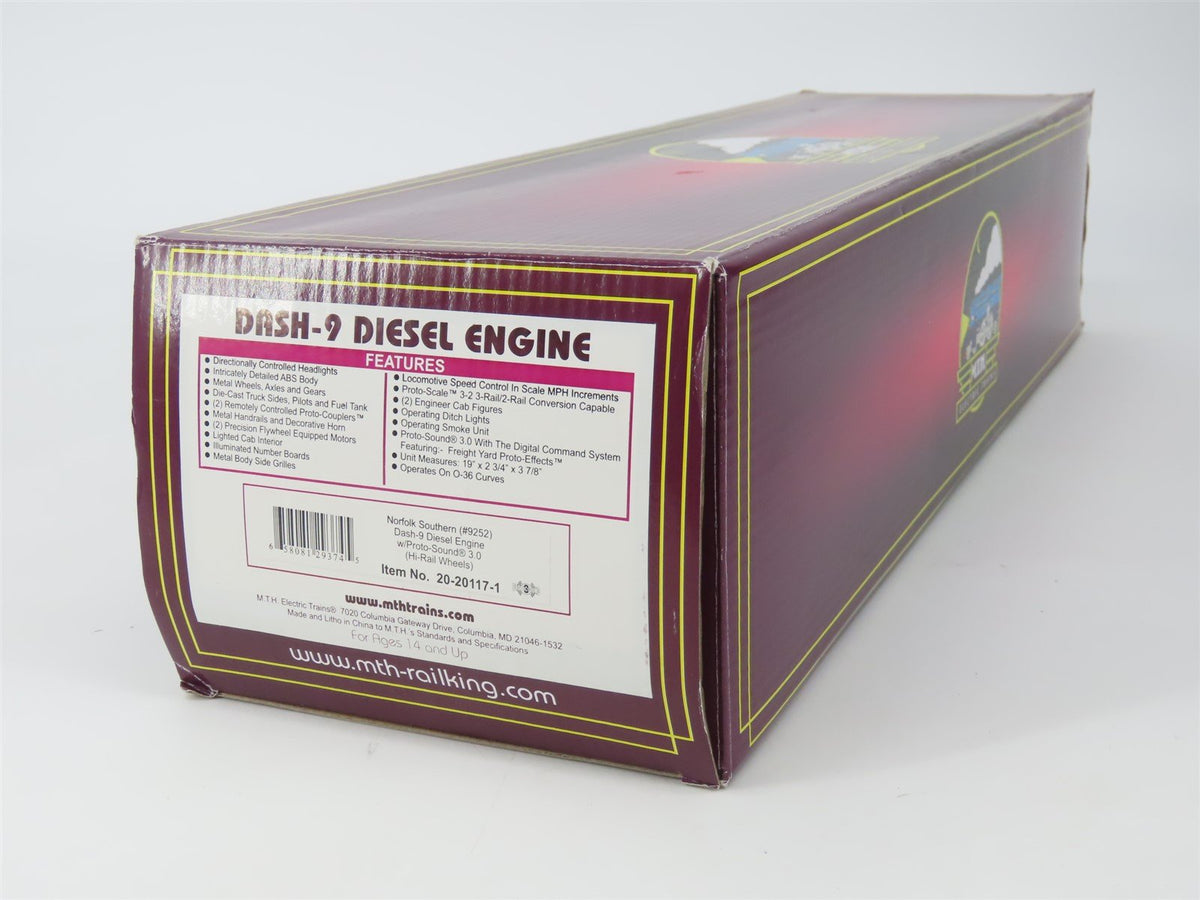 DASH-9 DIESEL ENGINE
FEATURES
● Directionally Controlled Headlights
● Intricately Detailed ABS Body
● Metal Wheels, Axles and Gears
● Die-Cast Truck Sides, Pilots and Fuel Tank
● (2) Remotely Controlled Proto-Couplers™
● Metal Handrails and Decorative Horn
● (2) Precision Flywheel Equipped Motors
● Lighted Cab Interior
● Illuminated Number Boards
● Metal Body Side Grilles
● Locomotive Speed Control In Scale MPH Increments
● Proto-Scale™ 3-2 3-Rail/2-Rail Conversion Capable
● (2) Engineer Cab Figures
● Operating Ditch Lights
● Operating Smoke Unit
● Proto-Sound® 3.0 With The Digital Command System
Featuring:- Freight Yard Proto-Effects™
● Unit Measures: 19" x 2 3/4" x 3 7/8"
● Operates On O-36 Curves
6 58081 29374 5
Norfolk Southern (#9252)
Dash-9 Diesel Engine
w/Proto-Sound® 3.0
(Hi-Rail Wheels)
Item No. 20-20117-1
www.mthtrains.com
M.T.H. Electric Trains® 7020 Columbia Gateway Drive, Columbia, MD 21046-1532
Made and Litho in China to M.T.H.'s Standards and Specifications
For Ages 14 and Up
www.mth-railking.com
MTH